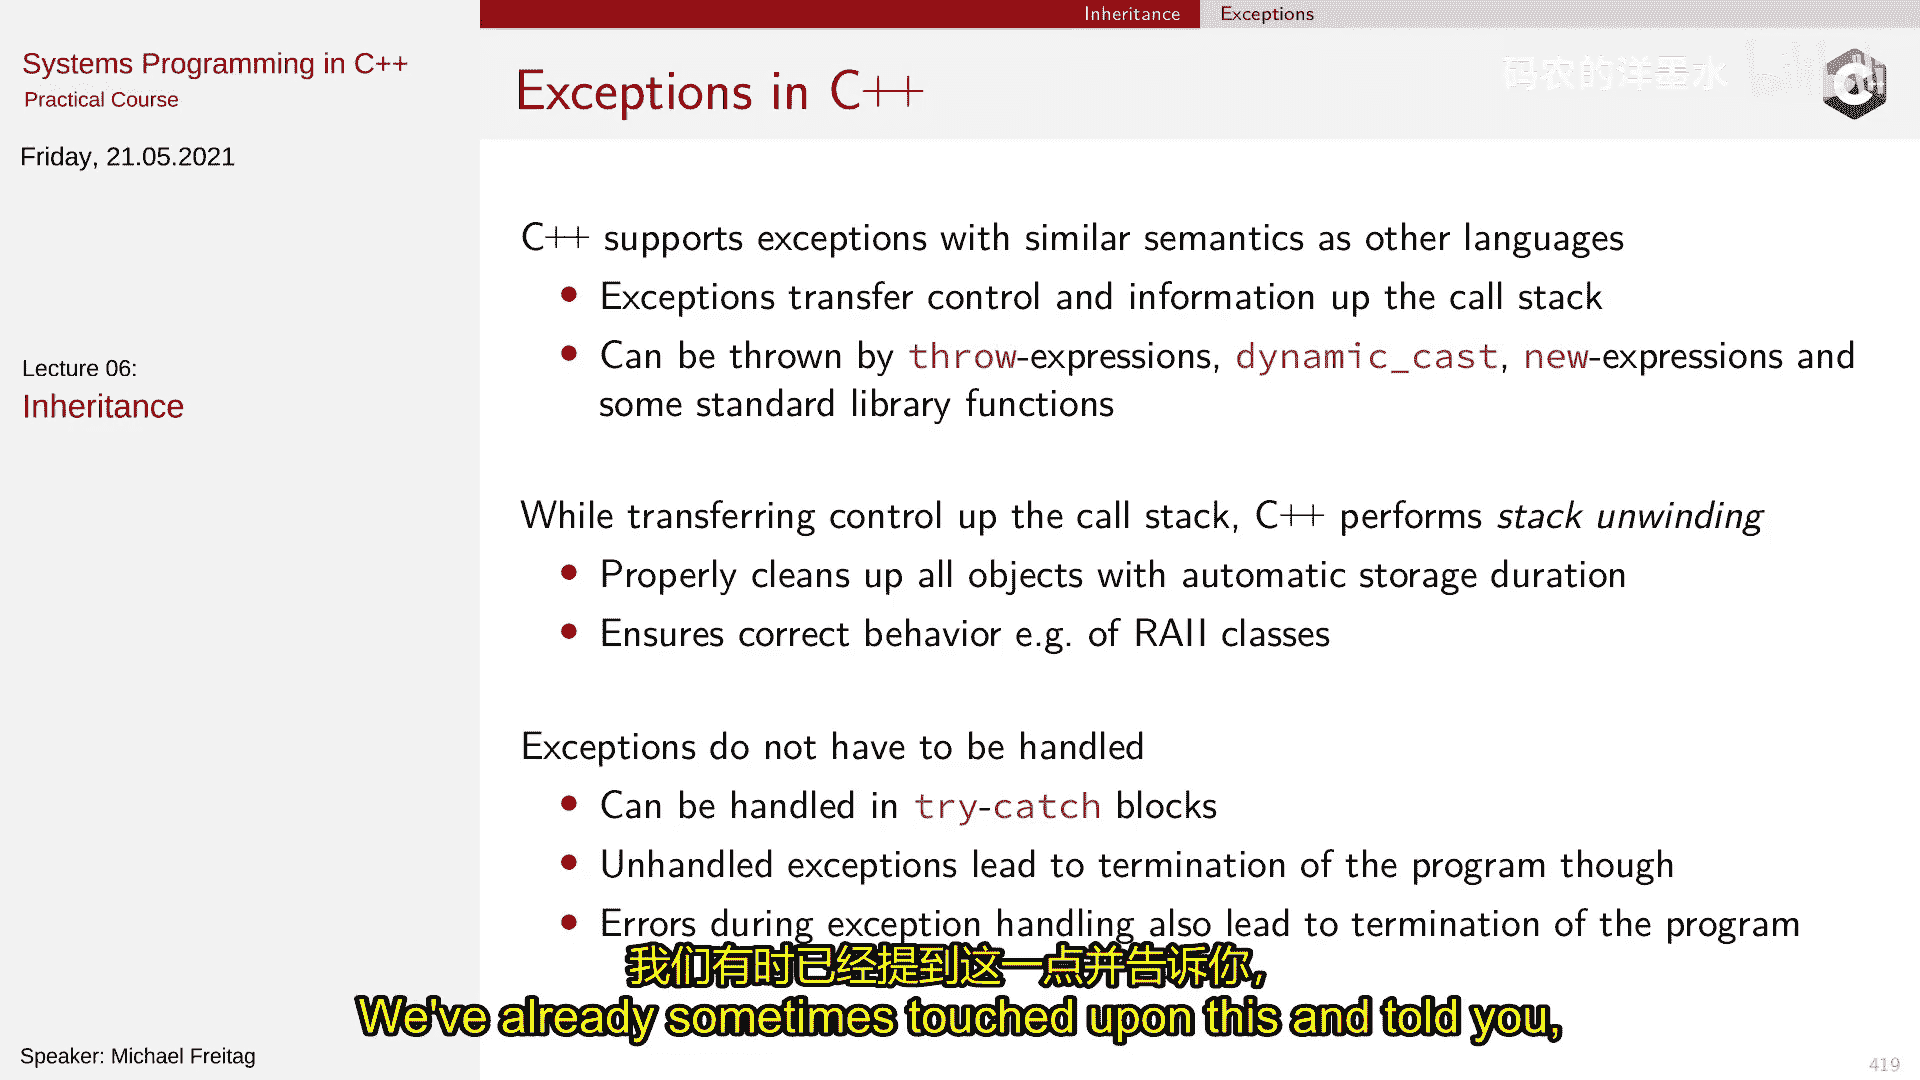 Inheritance Exceptions
Systems Programming in C++
Practical Course
Friday, 21.05.2021
Lecture 06:
Inheritance
Speaker: Michael Freitag
Exceptions in C++
码农的洋墨水
C++ supports exceptions with similar semantics as other languages
Exceptions transfer control and information up the call stack
Can be thrown by throw-expressions, dynamic_cast, new-expressions and
some standard library functions
While transferring control up the call stack, C++ performs stack unwinding
Properly cleans up all objects with automatic storage duration
Ensures correct behavior e.g. of RAII classes
Exceptions do not have to be handled
Can be handled in try-catch blocks
Unhandled exceptions lead to termination of the program though
Errors during exception handling also lead to termination of the program
我们有时已经提到这一点并告诉你,
We've already sometimes touched upon this and told you,
419